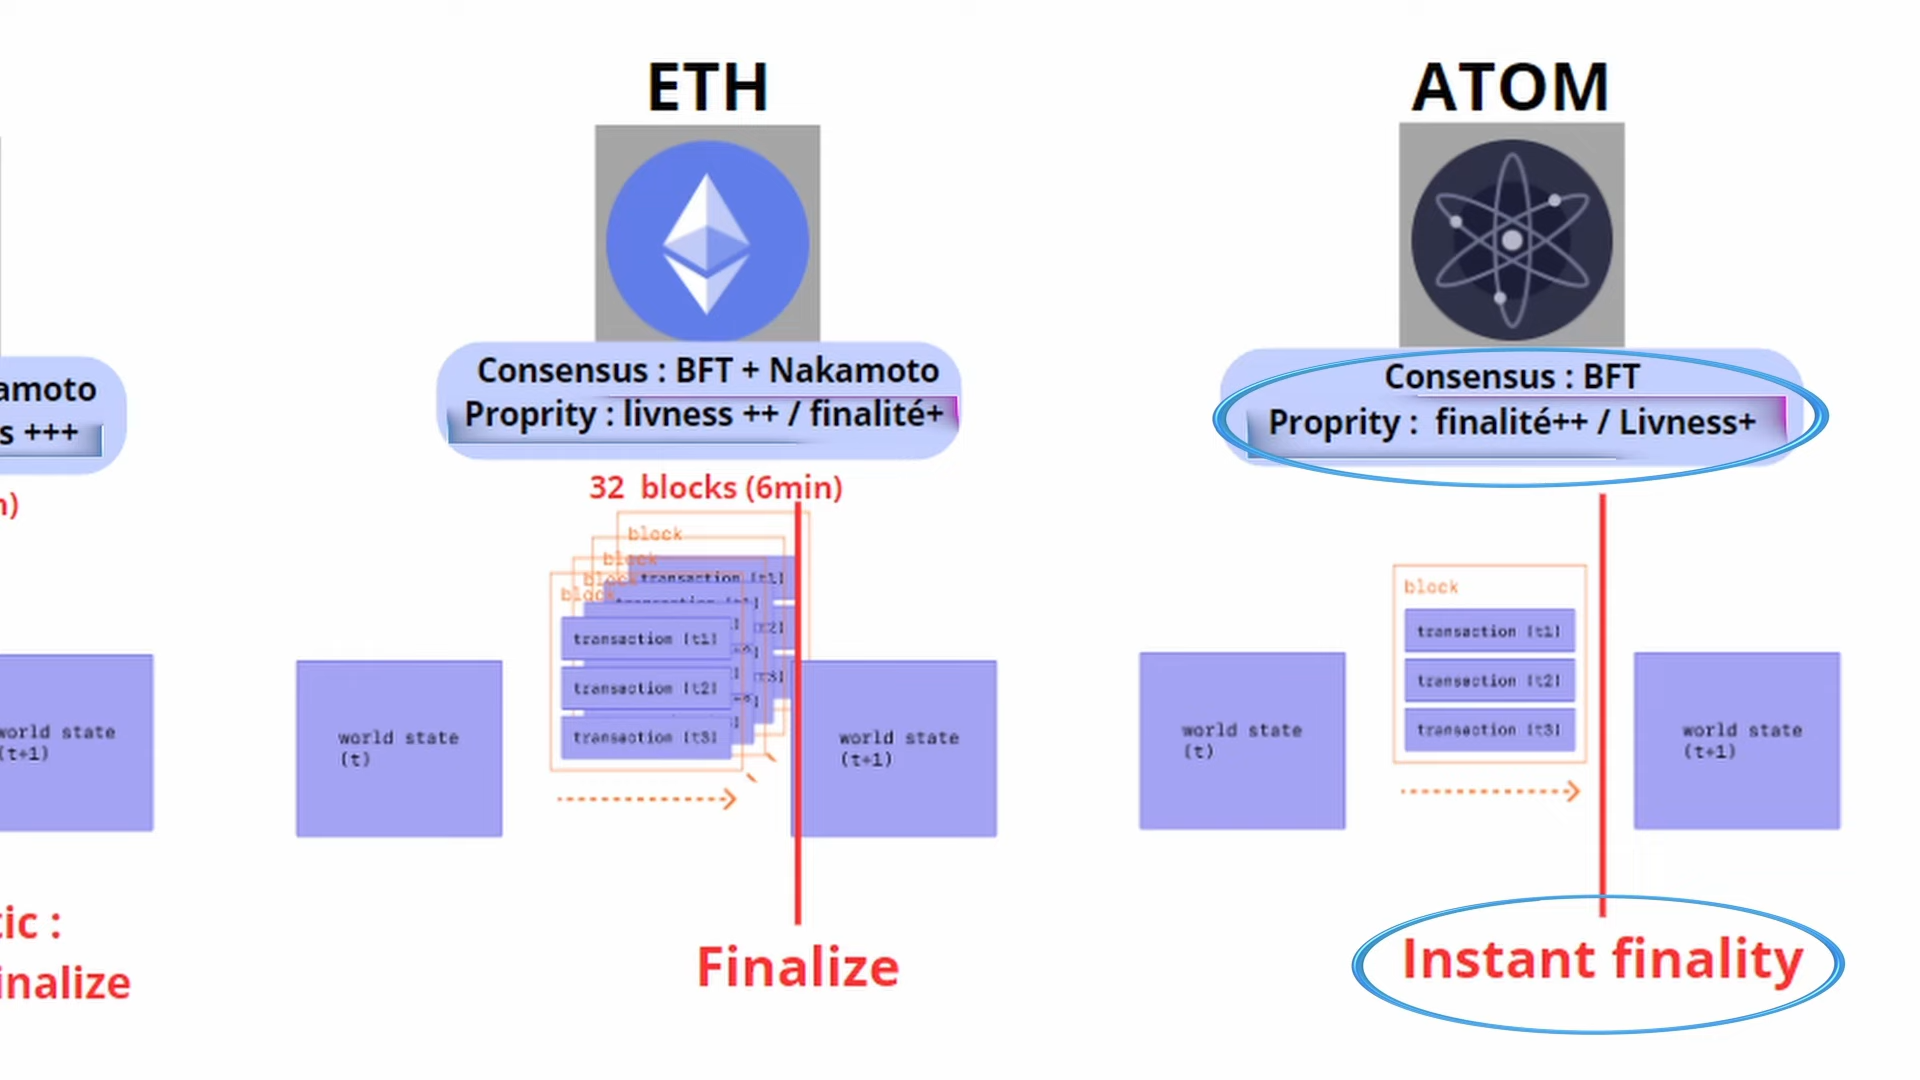 amoto
s +++
n)
world state
(t+1)
tic :
inalize
ETH
Consensus : BFT + Nakamoto
Proprity : livness ++ / finalité+
32 blocks (6min)
block
block
block
block
transaction (t1)
transaction (t1)
transaction (t2)
transaction (t3)
world state
(t)
world state
(t+1)
Finalize
ATOM
Consensus : BFT
Proprity : finalité++ / Livness+
block
transaction (t1)
transaction (t2)
transaction (t3)
world state
(t)
world state
(t+1)
Instant finality